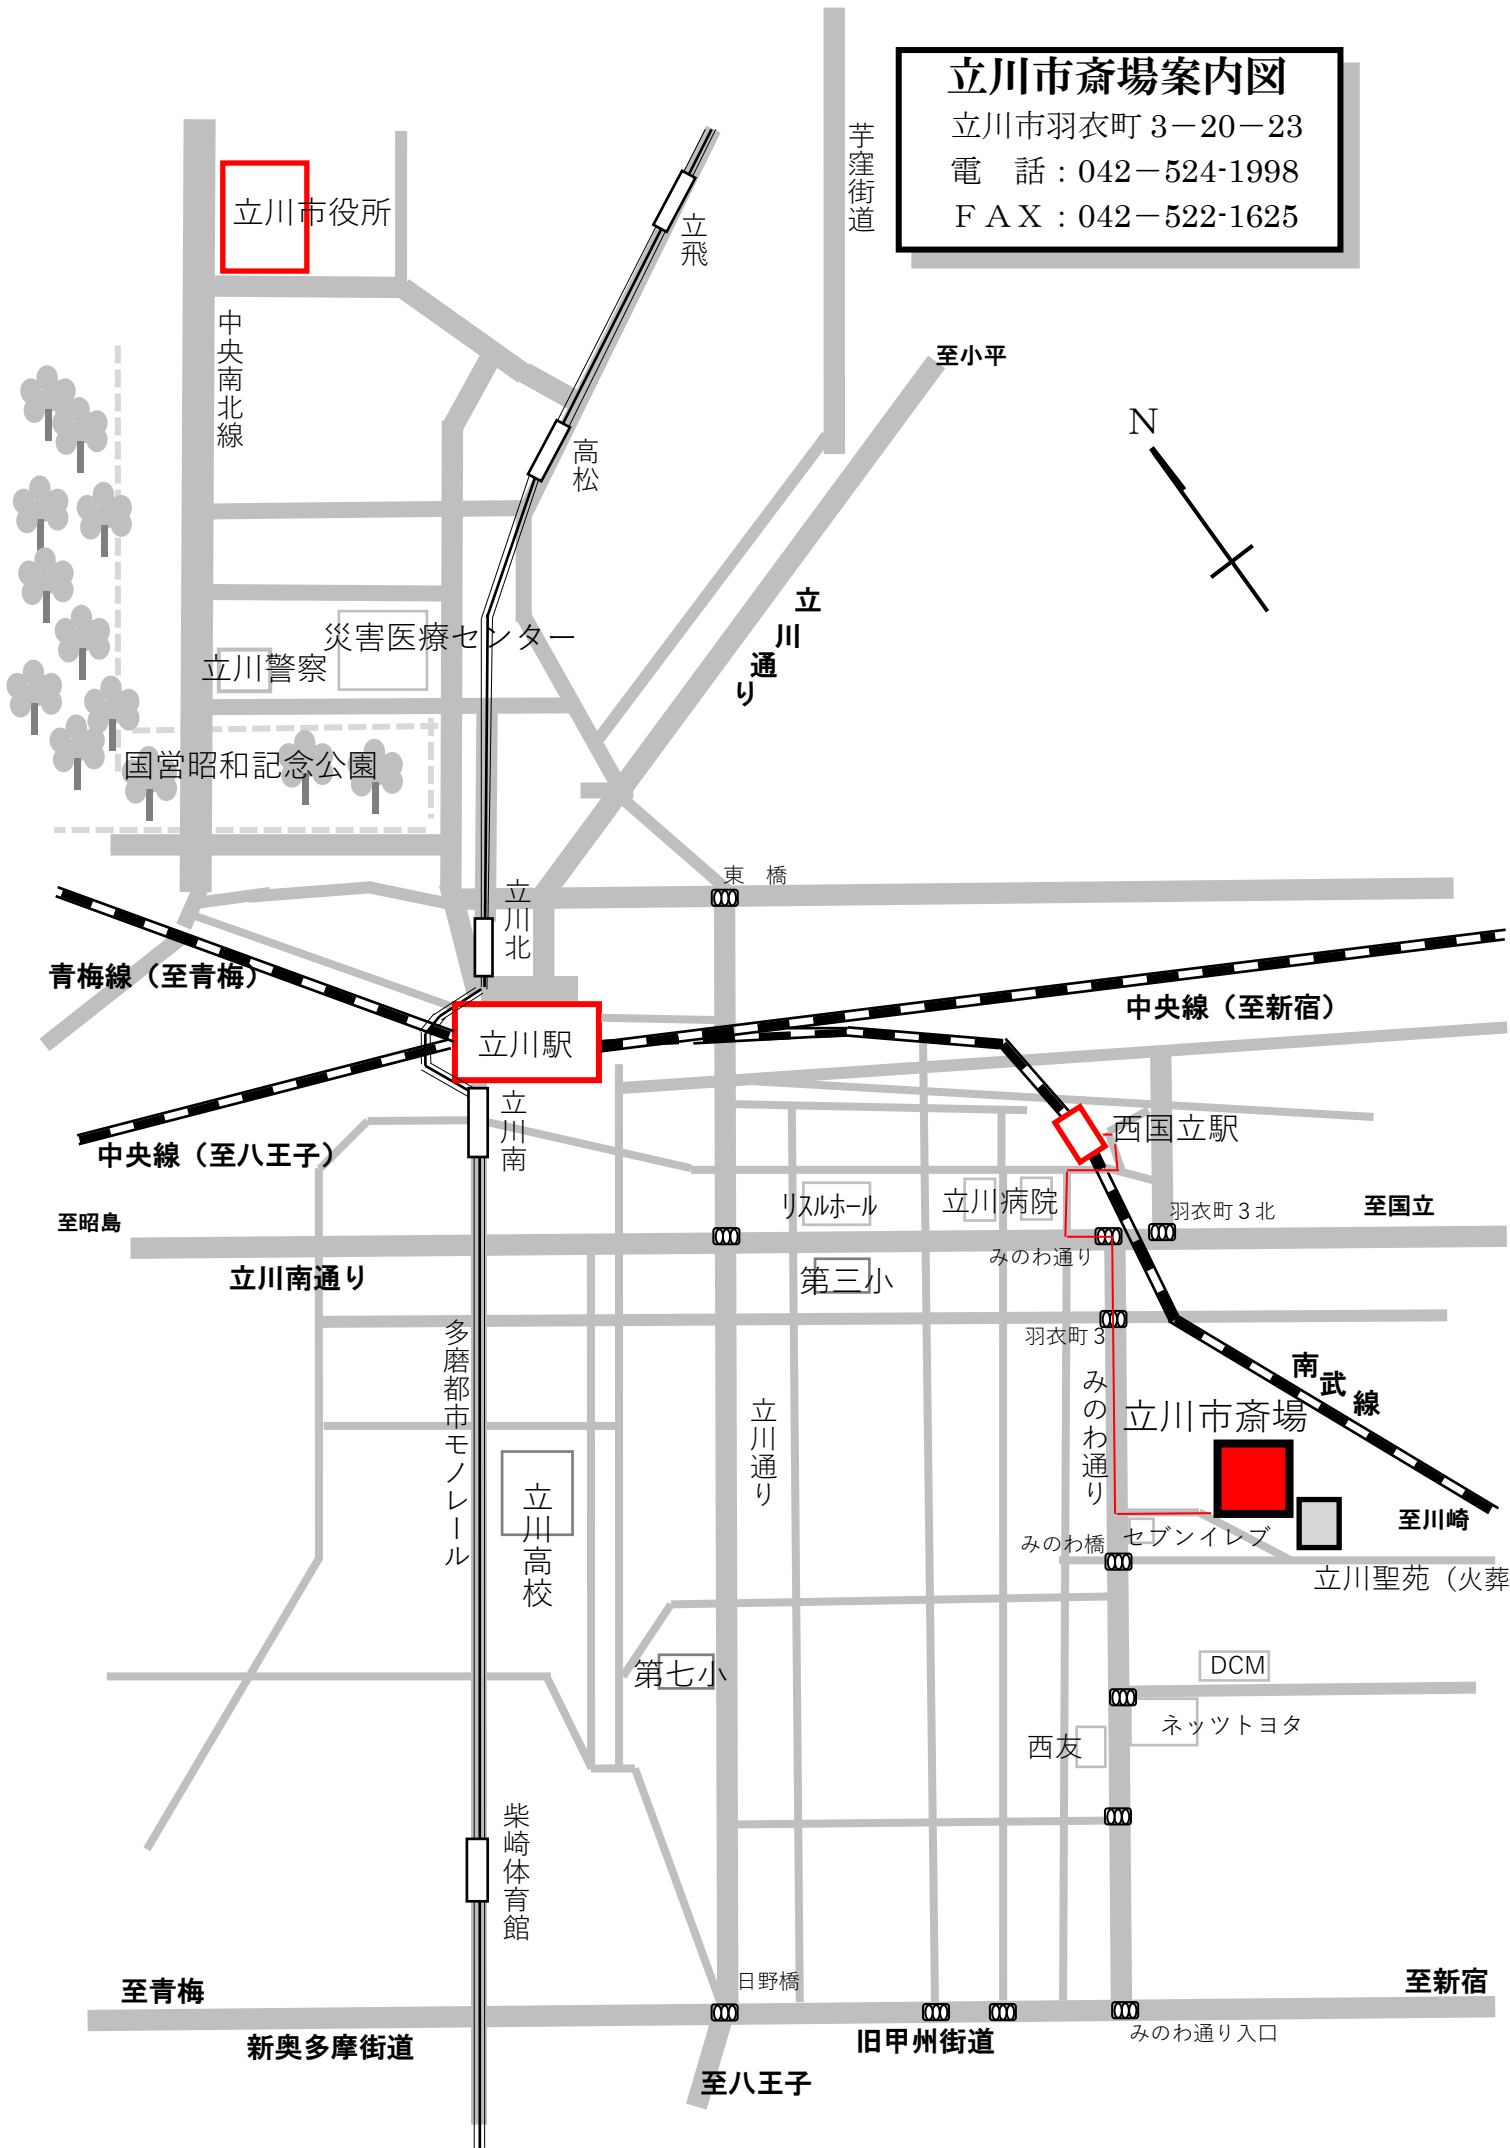 立川市斎場案内図
立川市羽衣町 3－20－23
電　話：042－524-1998
ＦＡＸ：042－522-1625
芋窪街道
立川市役所
立飛
中央南北線
至小平
N
高松
立川通り
災害医療センター
立川警察
国営昭和記念公園
東　橋
立川北
青梅線（至青梅）
中央線（至新宿）
立川駅
立川南
西国立駅
中央線（至八王子）
リスルホール
立川病院
羽衣町３北
至国立
至昭島
みのわ通り
立川南通り
第三小
羽衣町３
多磨都市モノレール
南武線
みのわ通り
立川通り
立川市斎場
立川高校
至川崎
みのわ橋
セブンイレブ
立川聖苑（火葬
第七小
DCM
ネッツトヨタ
西友
柴崎体育館
日野橋
至青梅
至新宿
新奥多摩街道
旧甲州街道
みのわ通り入口
至八王子